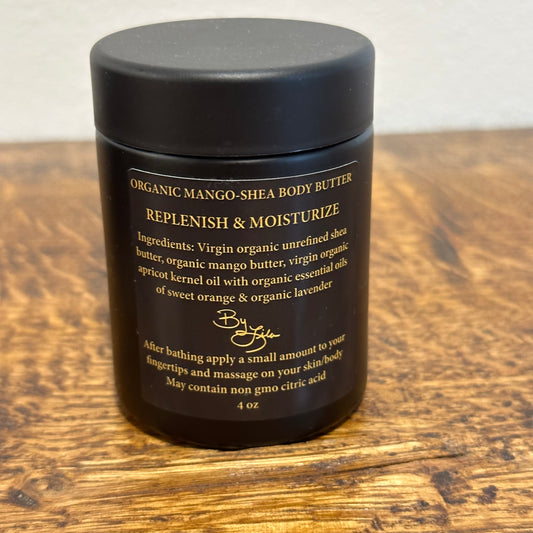 ORGANIC MANGO-SHEA BODY BUTTER
REPLENISH & MOISTURIZE
Ingredients: Virgin organic unrefined shea
butter, organic mango butter, virgin organic
apricot kernel oil with organic essential oils
of sweet orange & organic lavender
By
After bathing apply a small amount to your
fingertips and massage on your skin/body
May contain non gmo citric acid
4 oz